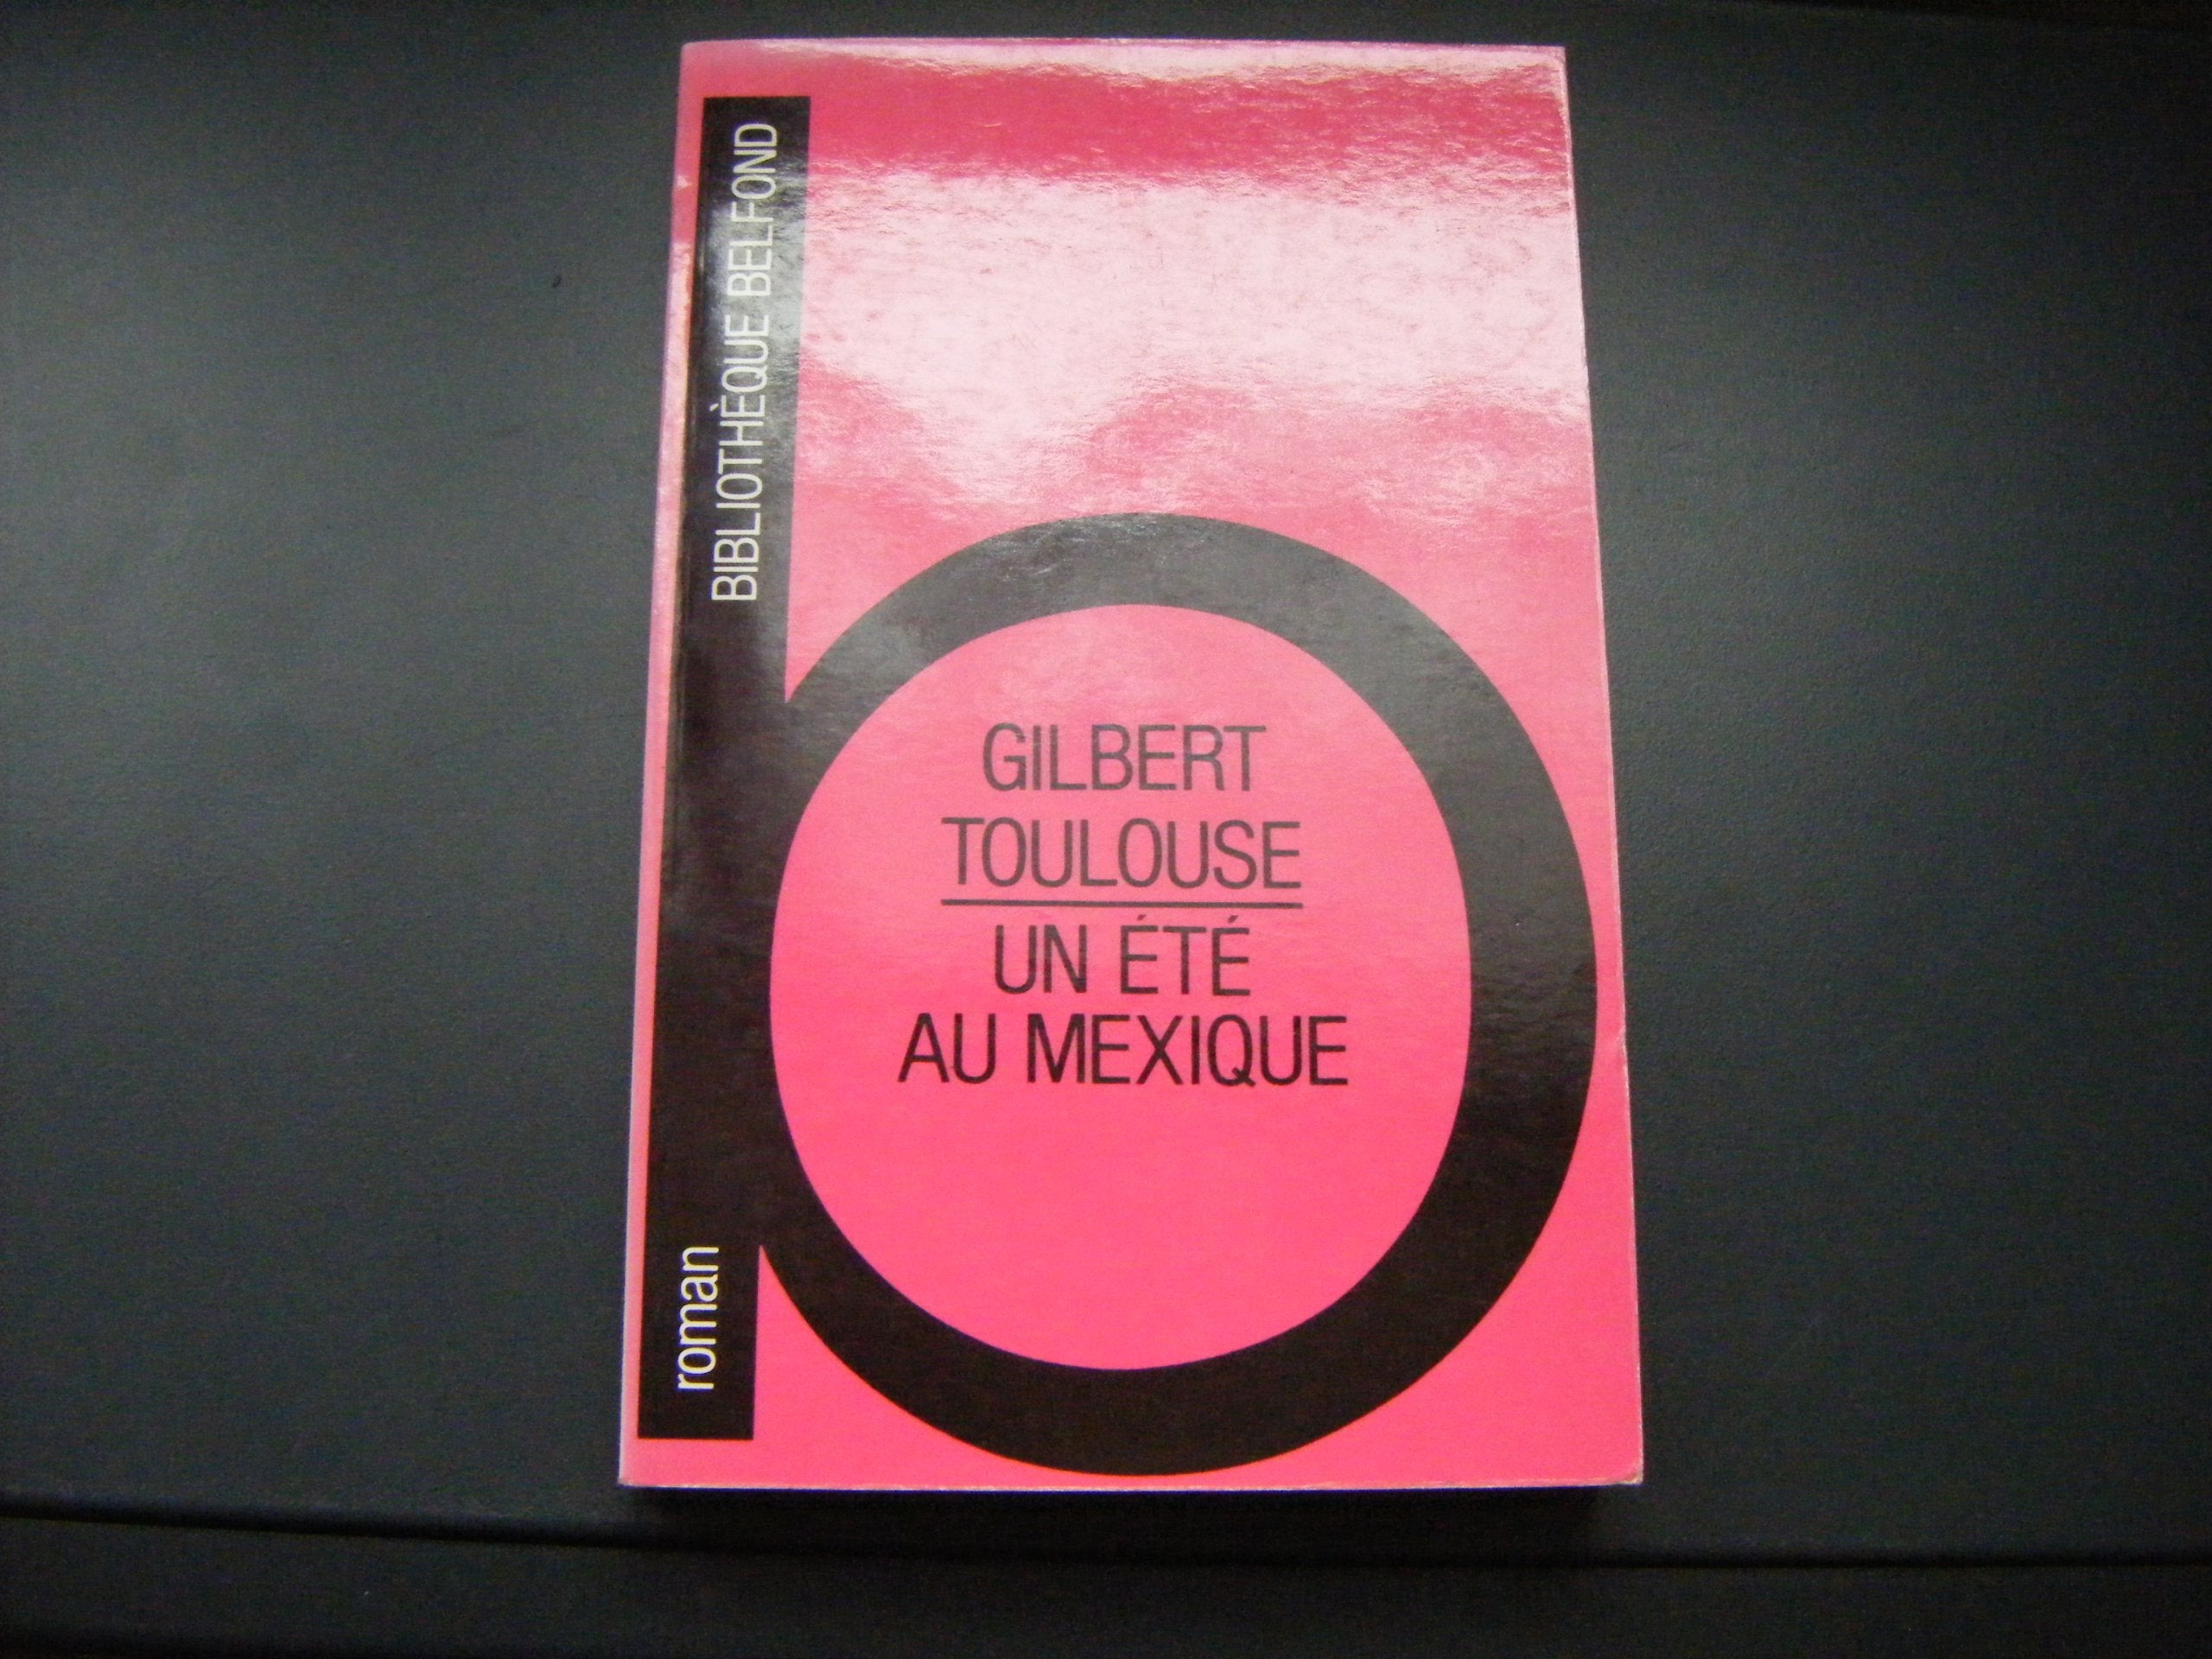 BIBLIOTHÈQUE BELFOND
GILBERT
TOULOUSE
UN ÉTÉ
AU MEXIQUE
roman